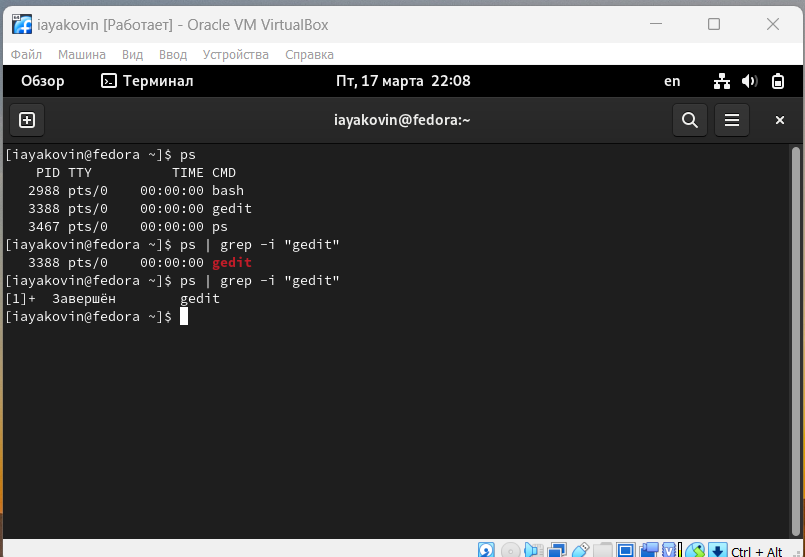 iayakovin [Работает] - Oracle VM VirtualBox
Файл Машина Вид Ввод Устройства Справка
Обзор Терминал Пт, 17 марта 22:08 en
iayakovin@fedora:~
[iayakovin@fedora ~]$ ps
    PID TTY          TIME CMD
   2988 pts/0    00:00:00 bash
   3388 pts/0    00:00:00 gedit
   3467 pts/0    00:00:00 ps
[iayakovin@fedora ~]$ ps | grep -i "gedit"
   3388 pts/0    00:00:00 gedit
[iayakovin@fedora ~]$ ps | grep -i "gedit"
[1]+  Завершён        gedit
[iayakovin@fedora ~]$
Ctrl + Alt